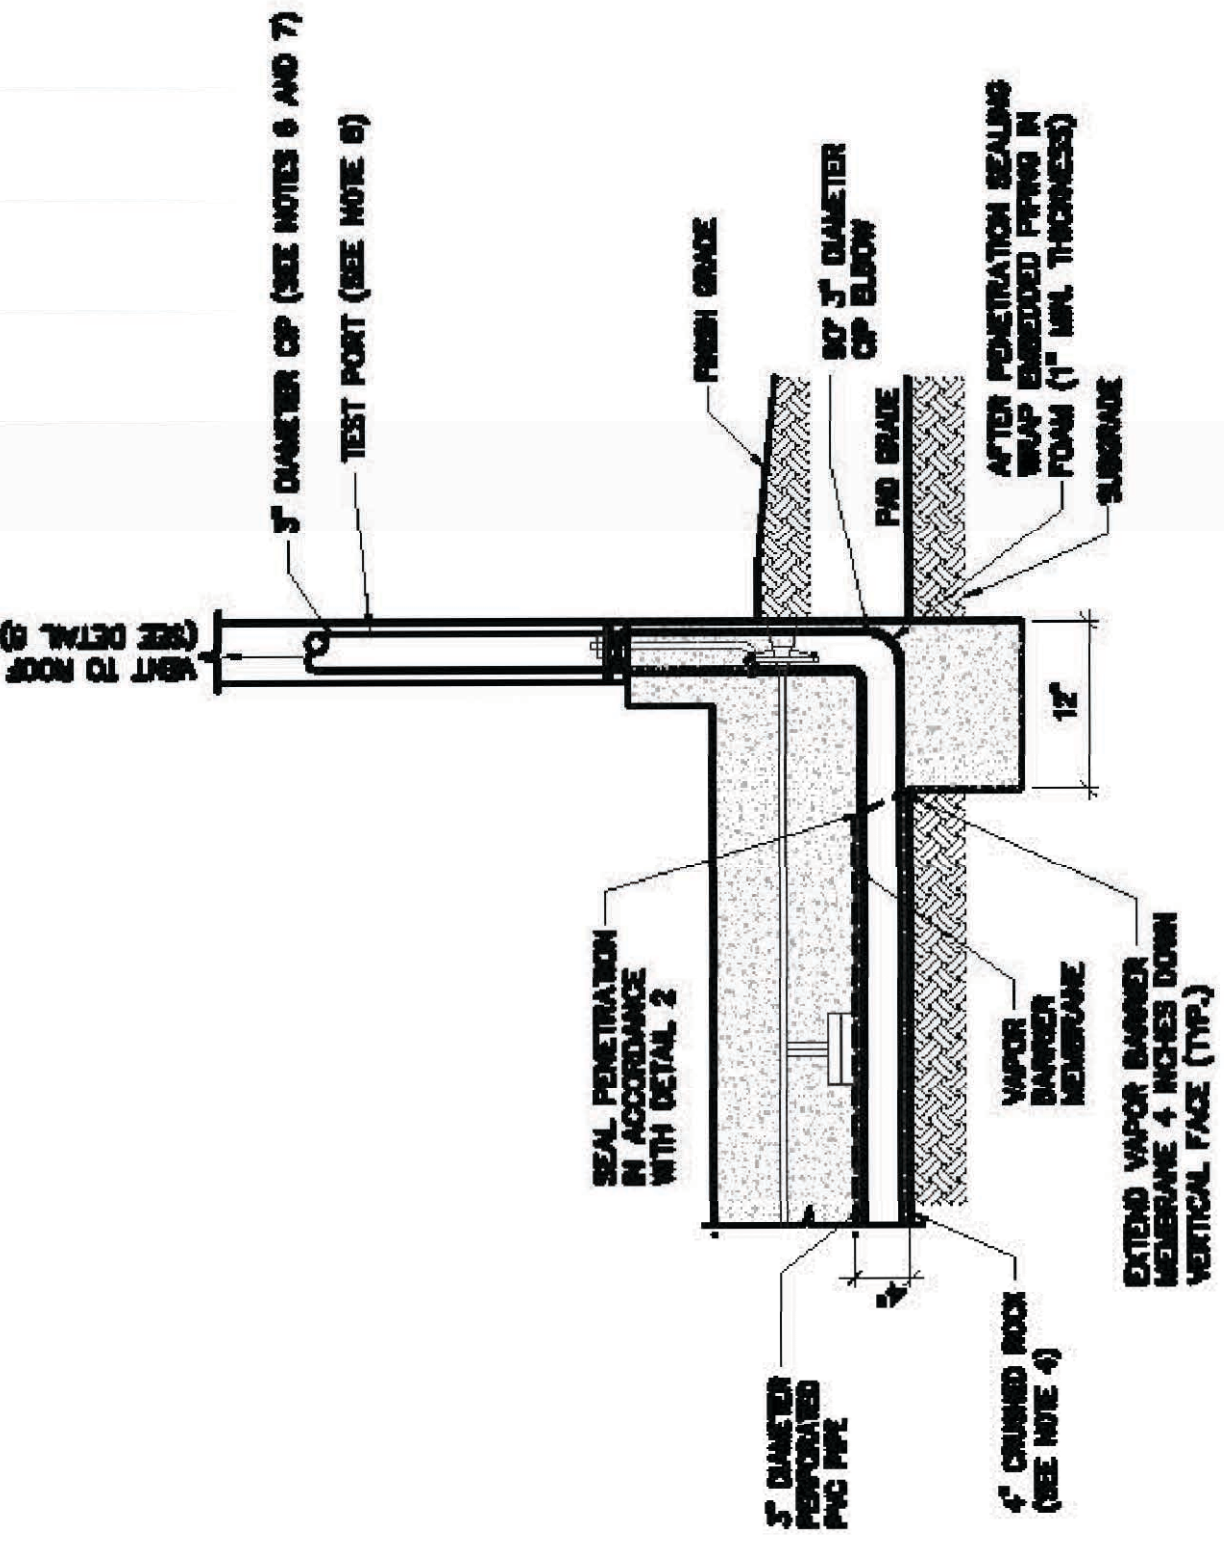 VENT TO ROOF
(SEE DETAIL 6)
3" DIAMETER CIP (SEE NOTES 6 AND 7)
TEST PORT (SEE NOTE 8)
FINISH GRADE
90° 3" DIAMETER
CIP ELBOW
PAD GRADE
AFTER PENETRATION SEALING
WRAP EMBEDDED PIPING IN
FOAM (1" MIN. THICKNESS)
SUBGRADE
12"
SEAL PENETRATION
IN ACCORDANCE
WITH DETAIL 2
VAPOR
BARRIER
MEMBRANE
EXTEND VAPOR BARRIER
MEMBRANE 4 INCHES DOWN
VERTICAL FACE (TYP.)
3" DIAMETER
PERFORATED
PVC PIPE
4"
4" CRUSHED ROCK
(SEE NOTE 4)